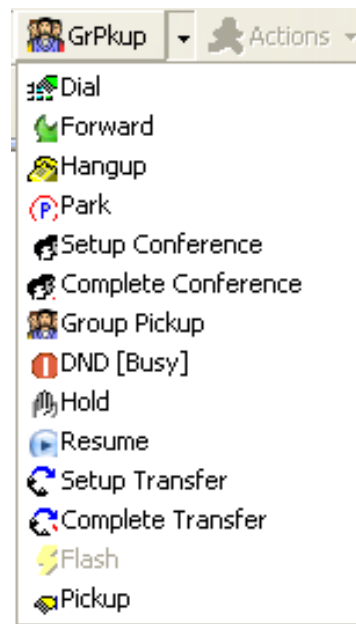 GrPkup Actions
Dial
Forward
Hangup
Park
Setup Conference
Complete Conference
Group Pickup
DND [Busy]
Hold
Resume
Setup Transfer
Complete Transfer
Flash
Pickup